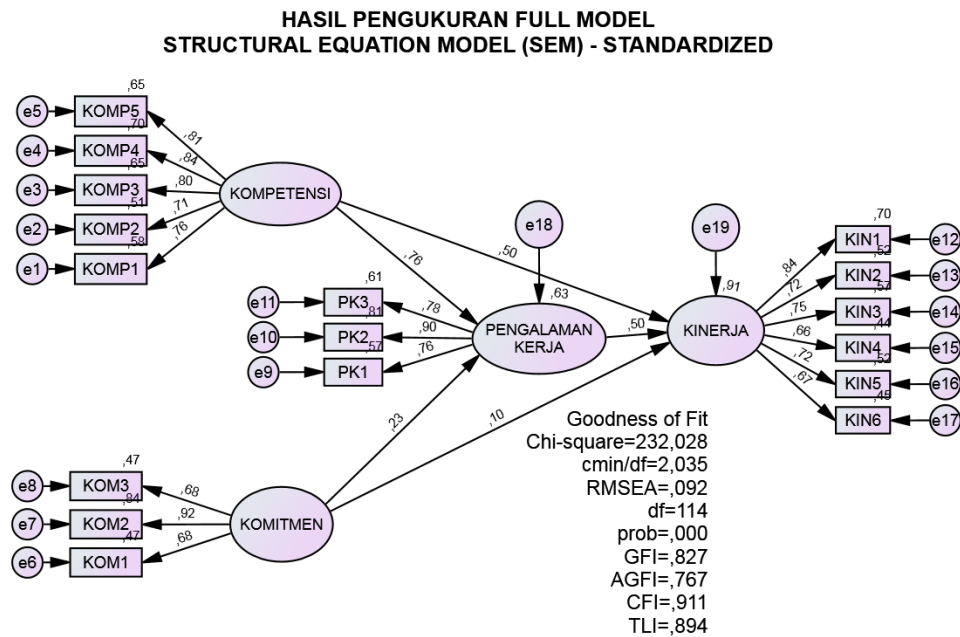 HASIL PENGUKURAN FULL MODEL
STRUCTURAL EQUATION MODEL (SEM) - STANDARDIZED
,65
e5 KOMP5
,81
,70
e4 KOMP4
,84
,65
e3 KOMP3
,80
,51
e2 KOMP2
,71
,58
e1 KOMP1
,76
KOMPETENSI
,76
,50
e18
e19
,61
e11 PK3
,78
,81
e10 PK2
,90
,57
e9 PK1
,76
,63
PENGALAMAN
KERJA
,50
,91
KINERJA
,70
,84
KIN1 e12
,52
,72
KIN2 e13
,57
,75
KIN3 e14
,44
,66
KIN4 e15
,52
,72
KIN5 e16
,45
,67
KIN6 e17
,23
,10
,47
e8 KOM3
,68
,84
e7 KOM2
,92
,47
e6 KOM1
,68
KOMITMEN
Goodness of Fit
Chi-square=232,028
cmin/df=2,035
RMSEA=,092
df=114
prob=,000
GFI=,827
AGFI=,767
CFI=,911
TLI=,894